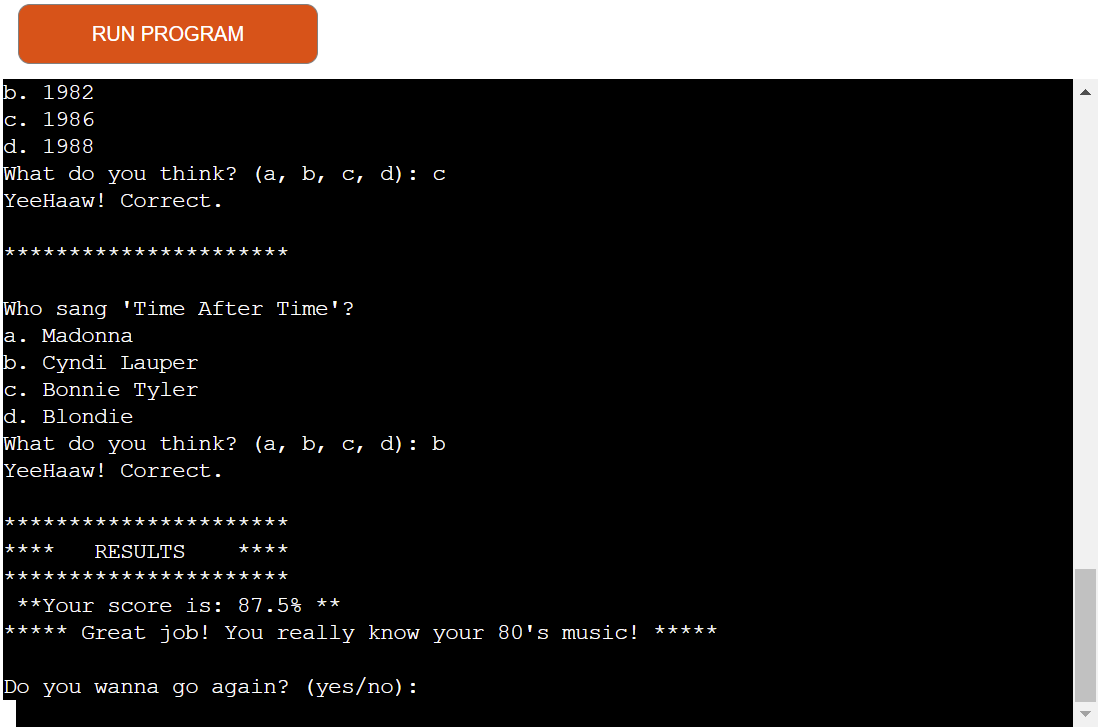 RUN PROGRAM
b. 1982
c. 1986
d. 1988
What do you think? (a, b, c, d): c
YeeHaaw! Correct.
**********************
Who sang 'Time After Time'?
a. Madonna
b. Cyndi Lauper
c. Bonnie Tyler
d. Blondie
What do you think? (a, b, c, d): b
YeeHaaw! Correct.
**********************
****   RESULTS    ****
**********************
 **Your score is: 87.5% **
***** Great job! You really know your 80's music! *****
Do you wanna go again? (yes/no):